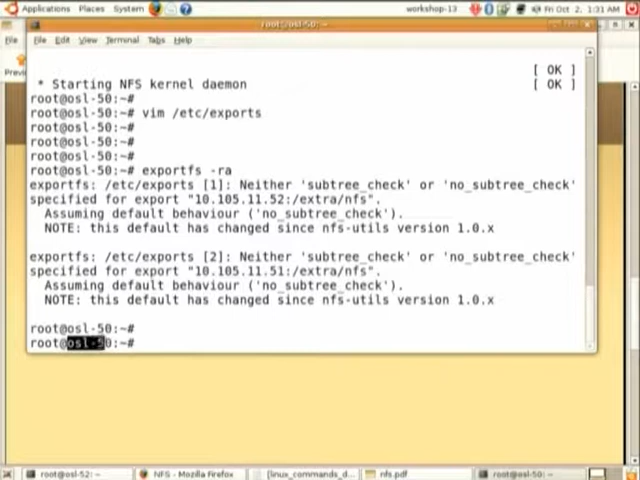 Applications Places System workshop-13 Fri Oct 2, 1:31 AM
root@osl-50: ~
File Edit View Terminal Tabs Help
[ OK ]
* Starting NFS kernel daemon [ OK ]
root@osl-50:~#
root@osl-50:~# vim /etc/exports
root@osl-50:~#
root@osl-50:~#
root@osl-50:~#
root@osl-50:~# exportfs -ra
exportfs: /etc/exports [1]: Neither 'subtree_check' or 'no_subtree_check'
specified for export "10.105.11.52:/extra/nfs".
Assuming default behaviour ('no_subtree_check').
NOTE: this default has changed since nfs-utils version 1.0.x
exportfs: /etc/exports [2]: Neither 'subtree_check' or 'no_subtree_check'
specified for export "10.105.11.51:/extra/nfs".
Assuming default behaviour ('no_subtree_check').
NOTE: this default has changed since nfs-utils version 1.0.x
root@osl-50:~#
root@osl-50:~#
root@osl-52: ~ NFS - Mozilla Firefox [linux_commands_d... nfs.pdf root@osl-50: ~